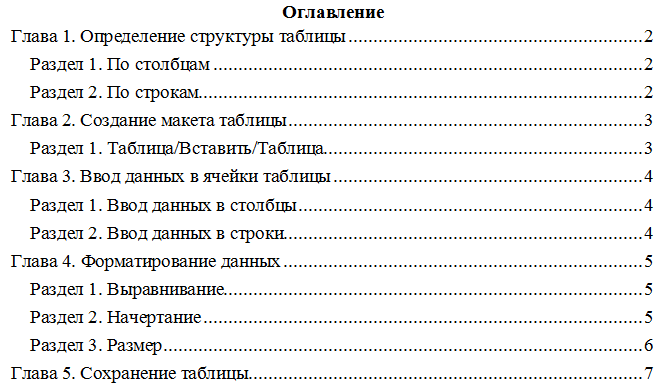 Оглавление
Глава 1. Определение структуры таблицы.......................................................2
Раздел 1. По столбцам.......................................................2
Раздел 2. По строкам.......................................................2
Глава 2. Создание макета таблицы.......................................................3
Раздел 1. Таблица/Вставить/Таблица.......................................................3
Глава 3. Ввод данных в ячейки таблицы.......................................................4
Раздел 1. Ввод данных в столбцы.......................................................4
Раздел 2. Ввод данных в строки.......................................................4
Глава 4. Форматирование данных.......................................................5
Раздел 1. Выравнивание.......................................................5
Раздел 2. Начертание.......................................................5
Раздел 3. Размер.......................................................6
Глава 5. Сохранение таблицы.......................................................7